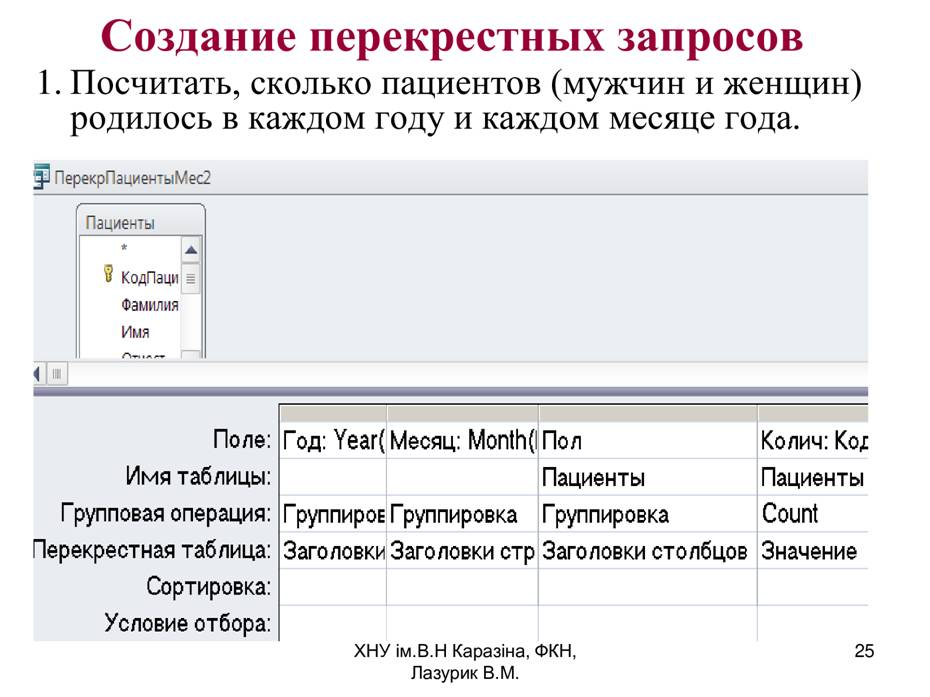 Создание перекрестных запросов
1. Посчитать, сколько пациентов (мужчин и женщин)
родилось в каждом году и каждом месяце года.
ПерекрПациентыМес2
Пациенты
*
КодПаци
Фамилия
Имя
Отчест
Поле: Год: Year( Месяц: Month( Пол Колич: Код
Имя таблицы: Пациенты Пациенты
Групповая операция: Группиров Группировка Группировка Count
Перекрестная таблица: Заголовки Заголовки стр Заголовки столбцов Значение
Сортировка:
Условие отбора:
ХНУ ім.В.Н Каразіна, ФКН,
Лазурик В.М.
25